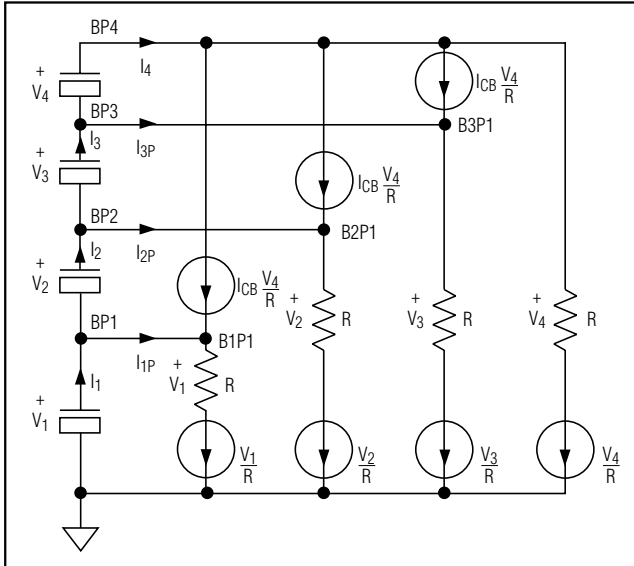 BP4
I4
+
V4
ICB V4/R
BP3
B3P1
I3
I3P
+
V3
ICB V4/R
BP2
B2P1
I2
I2P
+
V2
ICB V4/R
+
V2
R
+
V3
R
+
V4
R
BP1
B1P1
I1P
+
V1
R
I1
+
V1
V1/R
V2/R
V3/R
V4/R